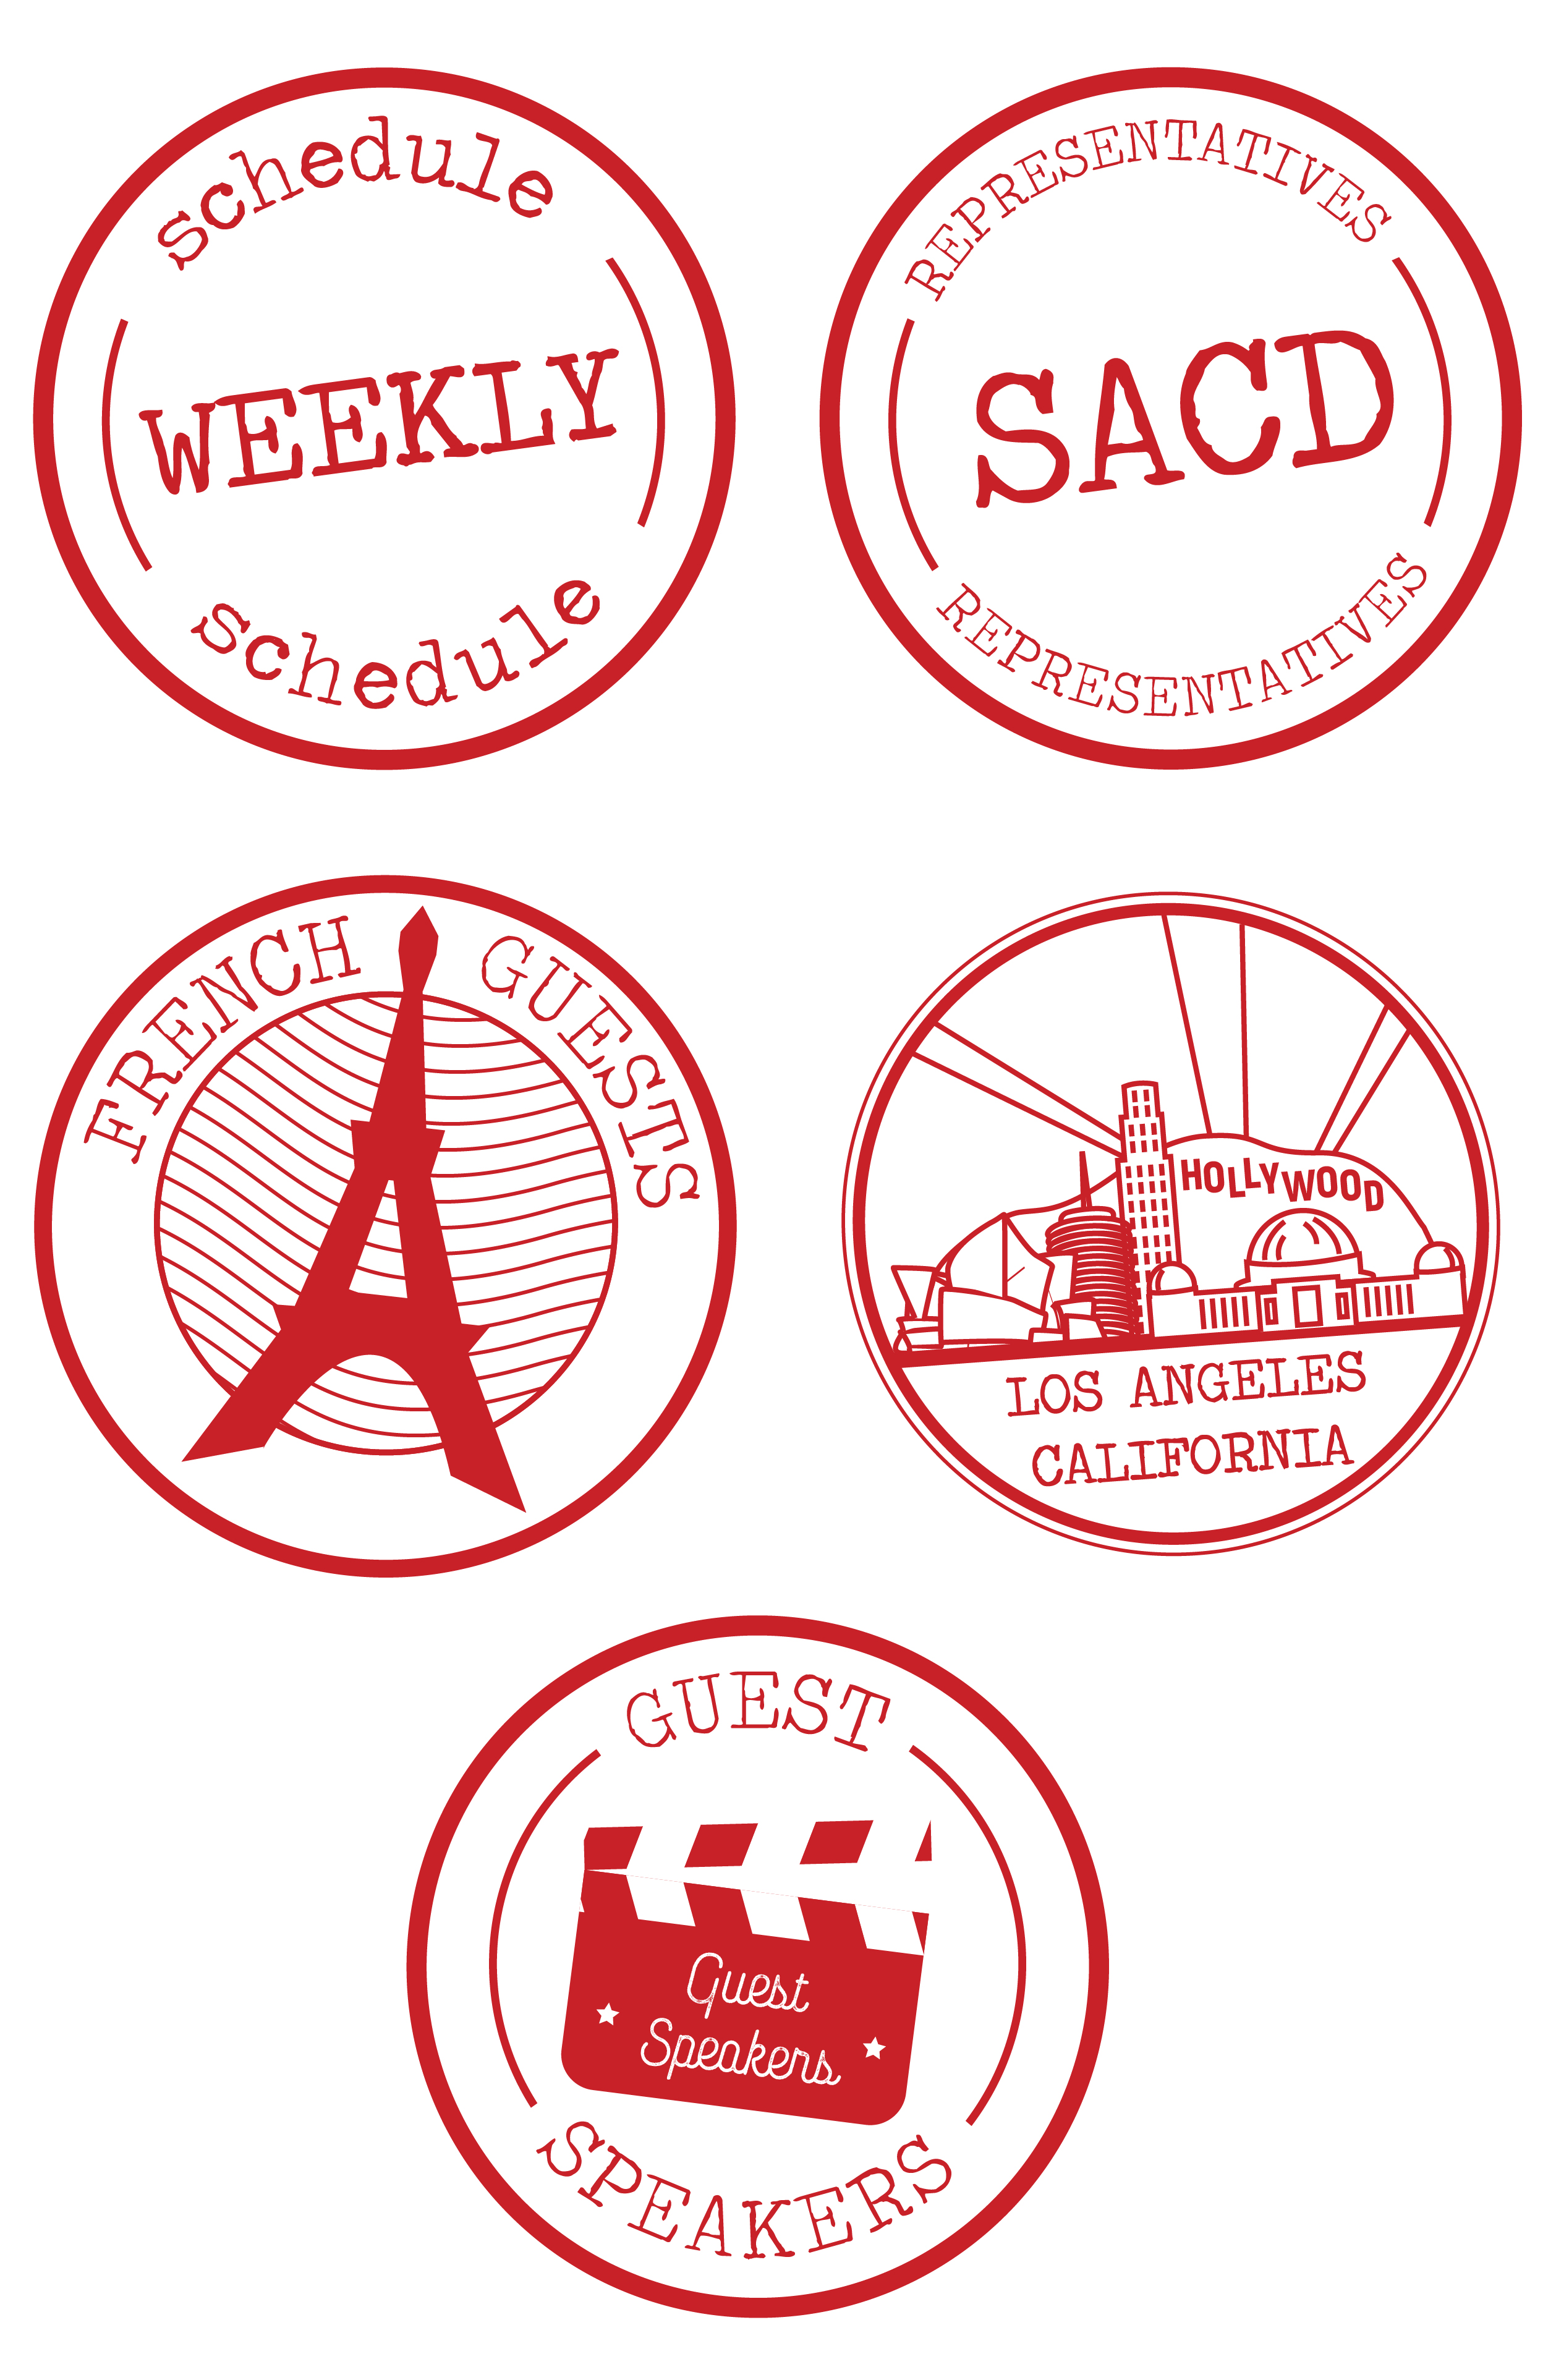 Schedule
WEEKLY
Schedule
REPRESENTATIVES
SACD
REPRESENTATIVES
FRENCH GUESTS
HOLLYWOOD
LOS ANGELES
CALIFORNIA
GUEST
Guest
Speakers
SPEAKERS